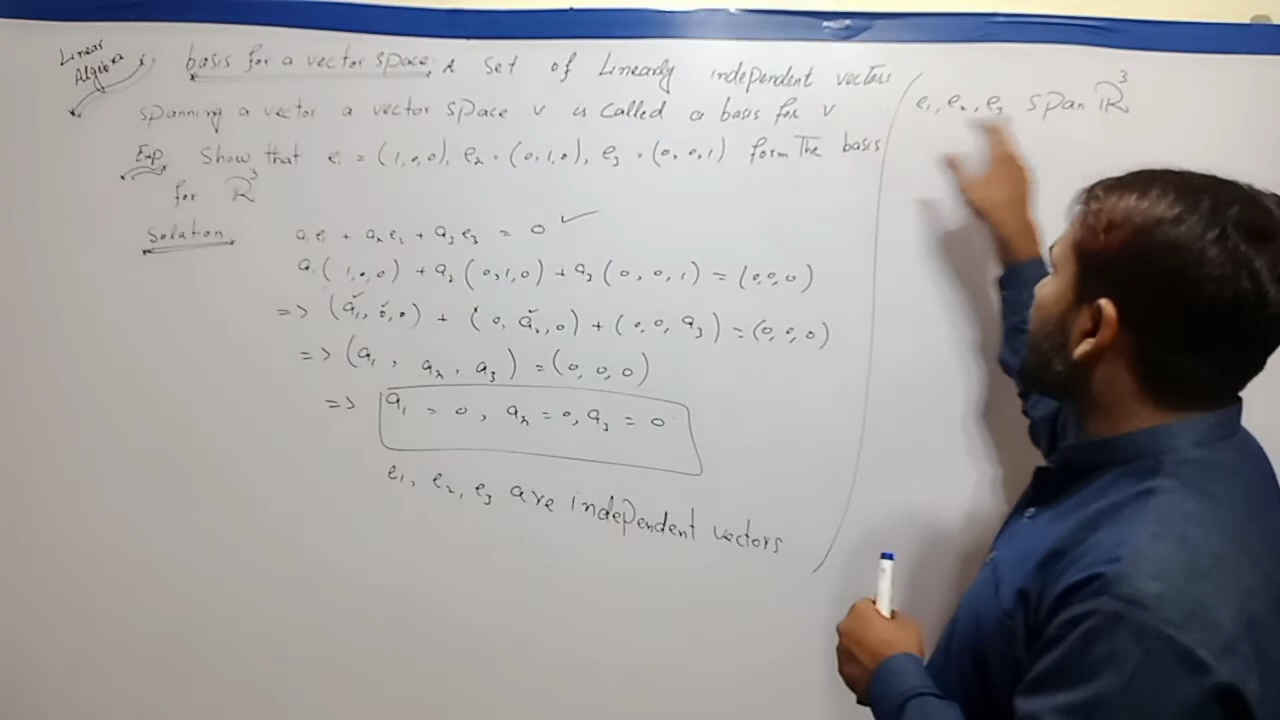 Linear
Algebra
basis for a vector space, A set of Linearly independent vectors
spanning a vector a vector space V is called a basis for V
Exp Show that e₁ = (1,0,0), e₂ = (0,1,0), e₃ = (0,0,1) form The basis
for ℝ³
Solution
a₁e₁ + a₂e₂ + a₃e₃ = 0 ✓
a₁(1,0,0) + a₂(0,1,0) + a₃(0,0,1) = (0,0,0)
=> (a₁,0,0) + (0,a₂,0) + (0,0,a₃) = (0,0,0)
=> (a₁, a₂, a₃) = (0,0,0)
=> a₁ = 0, a₂ = 0, a₃ = 0
e₁, e₂, e₃ are independent vectors
e₁, e₂, e₃ span ℝ³